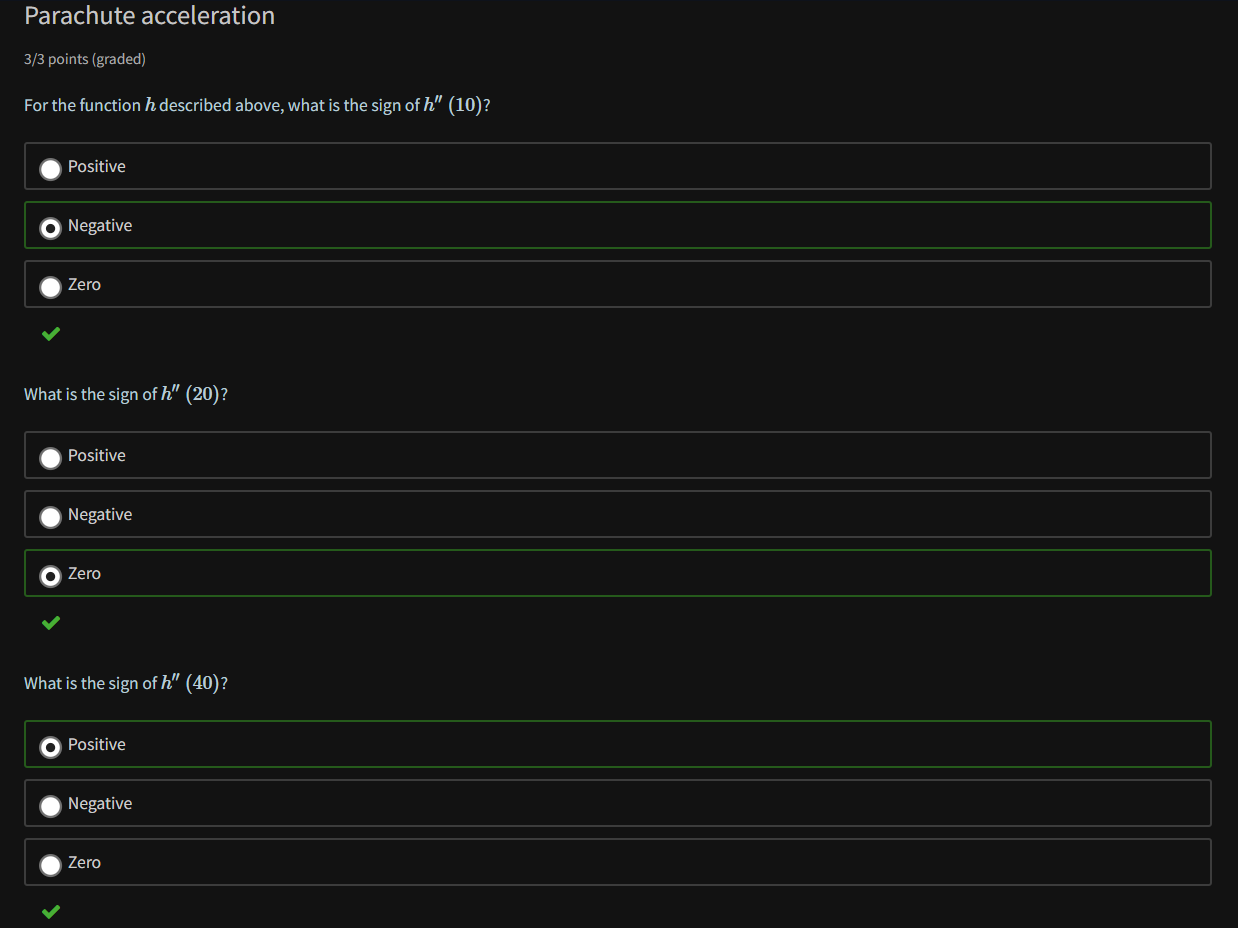 Parachute acceleration
3/3 points (graded)
For the function h described above, what is the sign of h″ (10)?
Positive
Negative
Zero
What is the sign of h″ (20)?
Positive
Negative
Zero
What is the sign of h″ (40)?
Positive
Negative
Zero